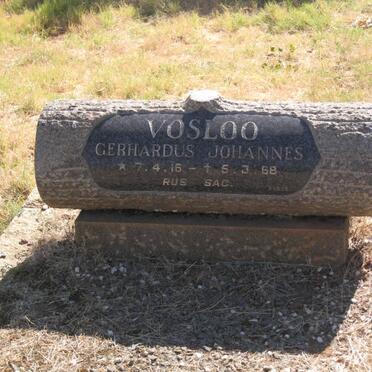 VOSLOO
GERHARDUS JOHANNES
* 7.4.16 - † 5.3.68
RUS SAG